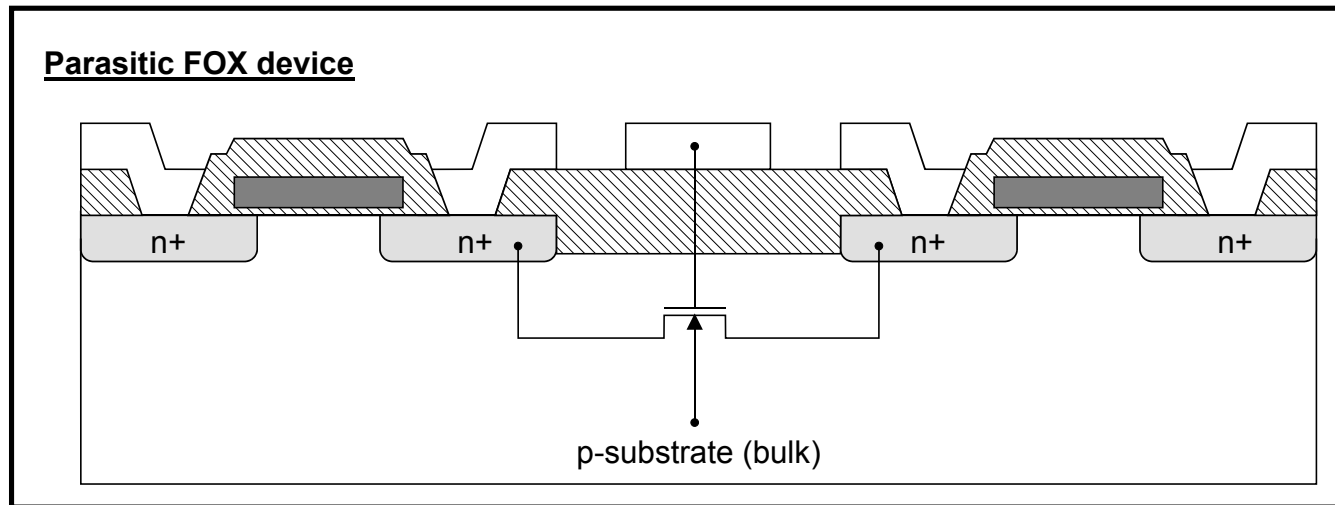 Parasitic FOX device
n+
n+
n+
n+
p-substrate (bulk)